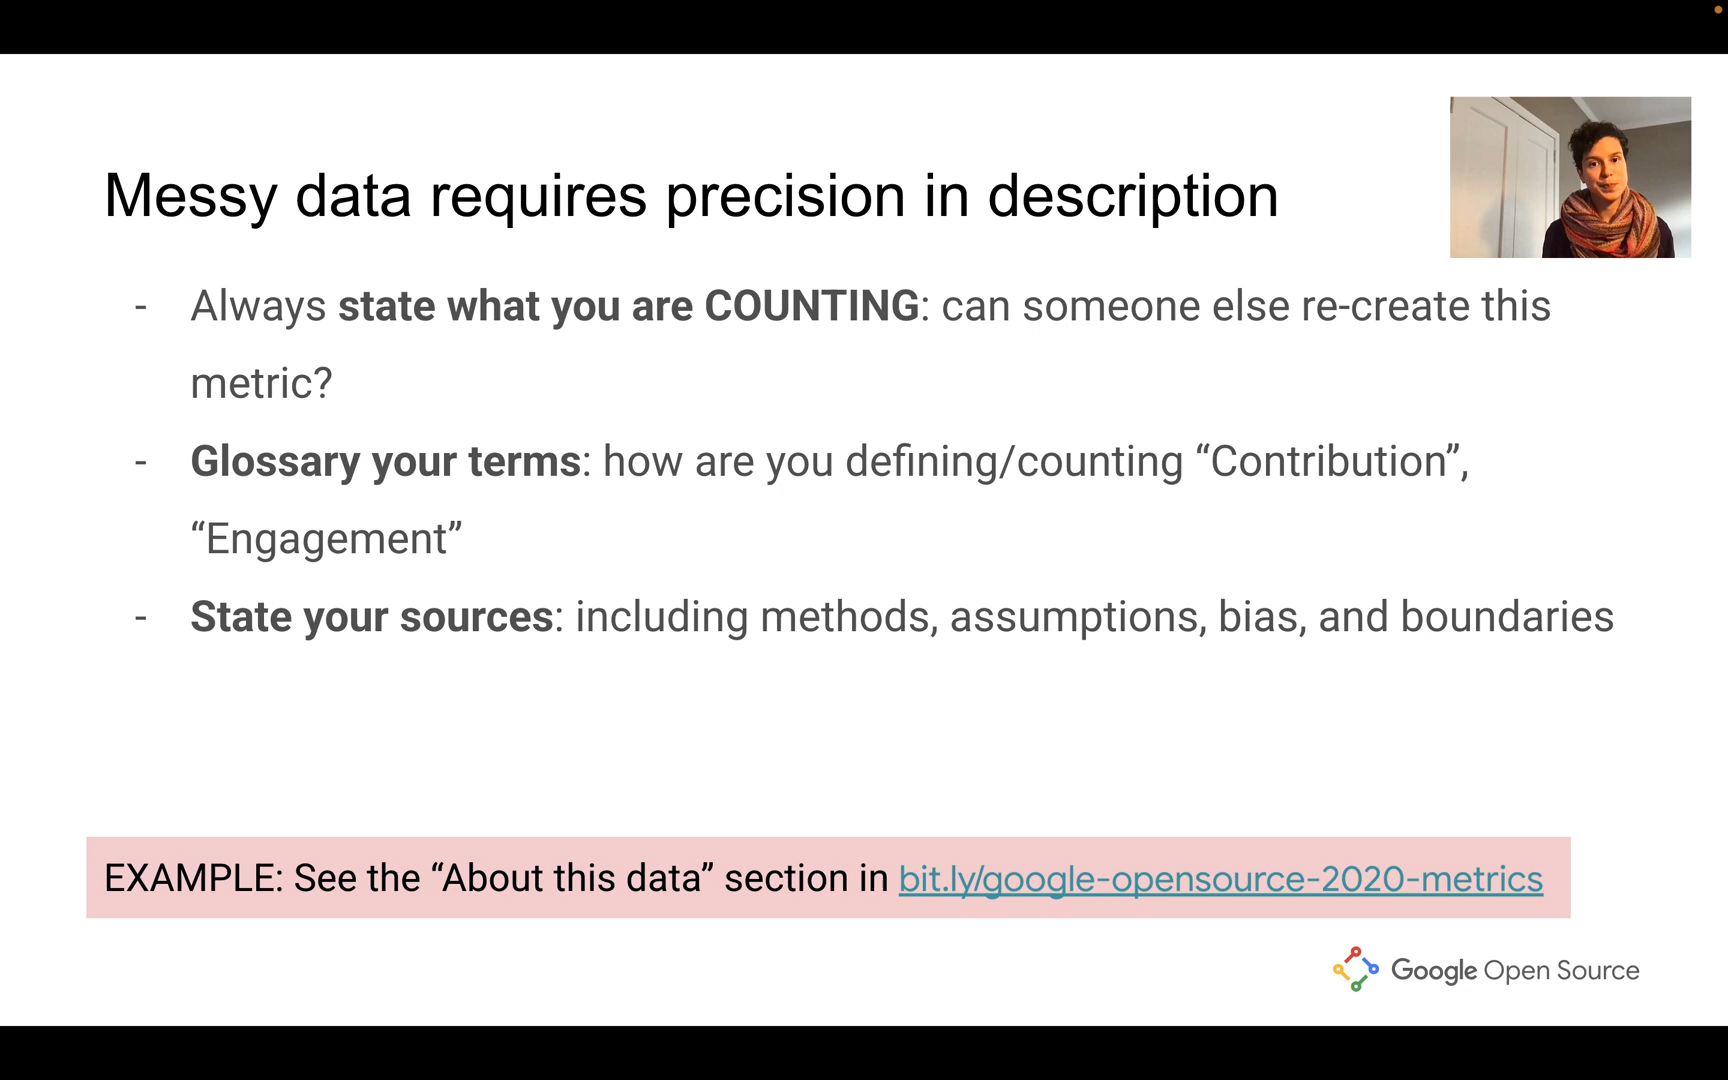 Messy data requires precision in description
- Always state what you are COUNTING: can someone else re-create this
metric?
- Glossary your terms: how are you defining/counting “Contribution”,
“Engagement”
- State your sources: including methods, assumptions, bias, and boundaries
EXAMPLE: See the “About this data” section in bit.ly/google-opensource-2020-metrics
Google Open Source